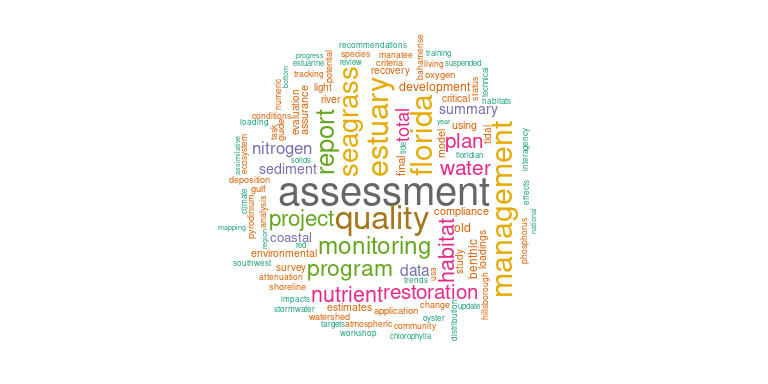 recommendations
progress
species
manatee
training
estuarine
review
criteria
living
suspended
bahamense
potential
tracking
recovery
oxygen
technical
bottom
light
development
status
numeric
evaluation
assurance
river
critical
habitats
seagrass
estuary
florida
total
summary
conditions
loading
task
guide
report
year
using
tidal
interagency
nitrogen
tide
model
plan
assimilative
ecosystem
solids
final
floridian
sediment
water
deposition
gulf
climate
assessment
management
effects
pyrodinium
analysis
project
quality
compliance
national
mapping
region
coastal
red
monitoring
habitat
old
phosphorus
environmental
southwest
survey
program
data
usa
study
benthic
loadings
attenuation
trends
shoreline
nutrient
restoration
impacts
stormwater
estimates
application
change
update
hillsborough
watershed
targets
atmospheric
community
oyster
distribution
workshop
chlorophylla